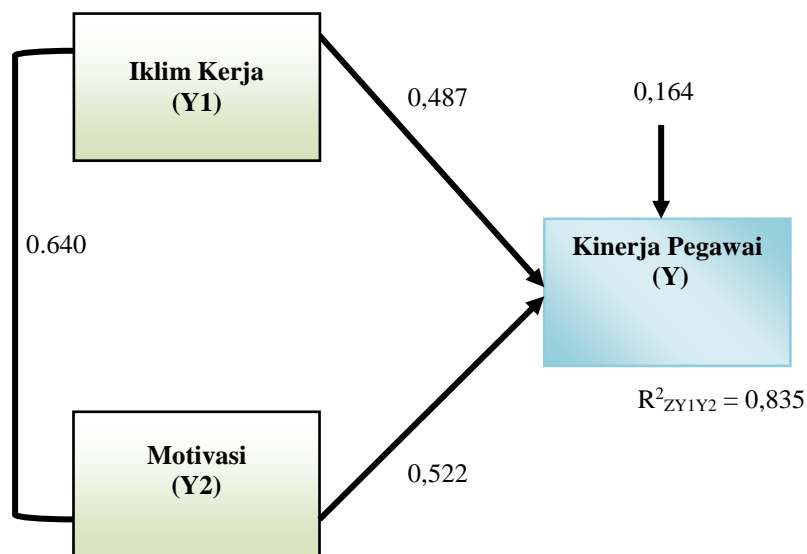 Iklim Kerja
(Y1)
0,487
0,164
0.640
Kinerja Pegawai
(Y)
R²ZY1Y2 = 0,835
Motivasi
(Y2)
0,522